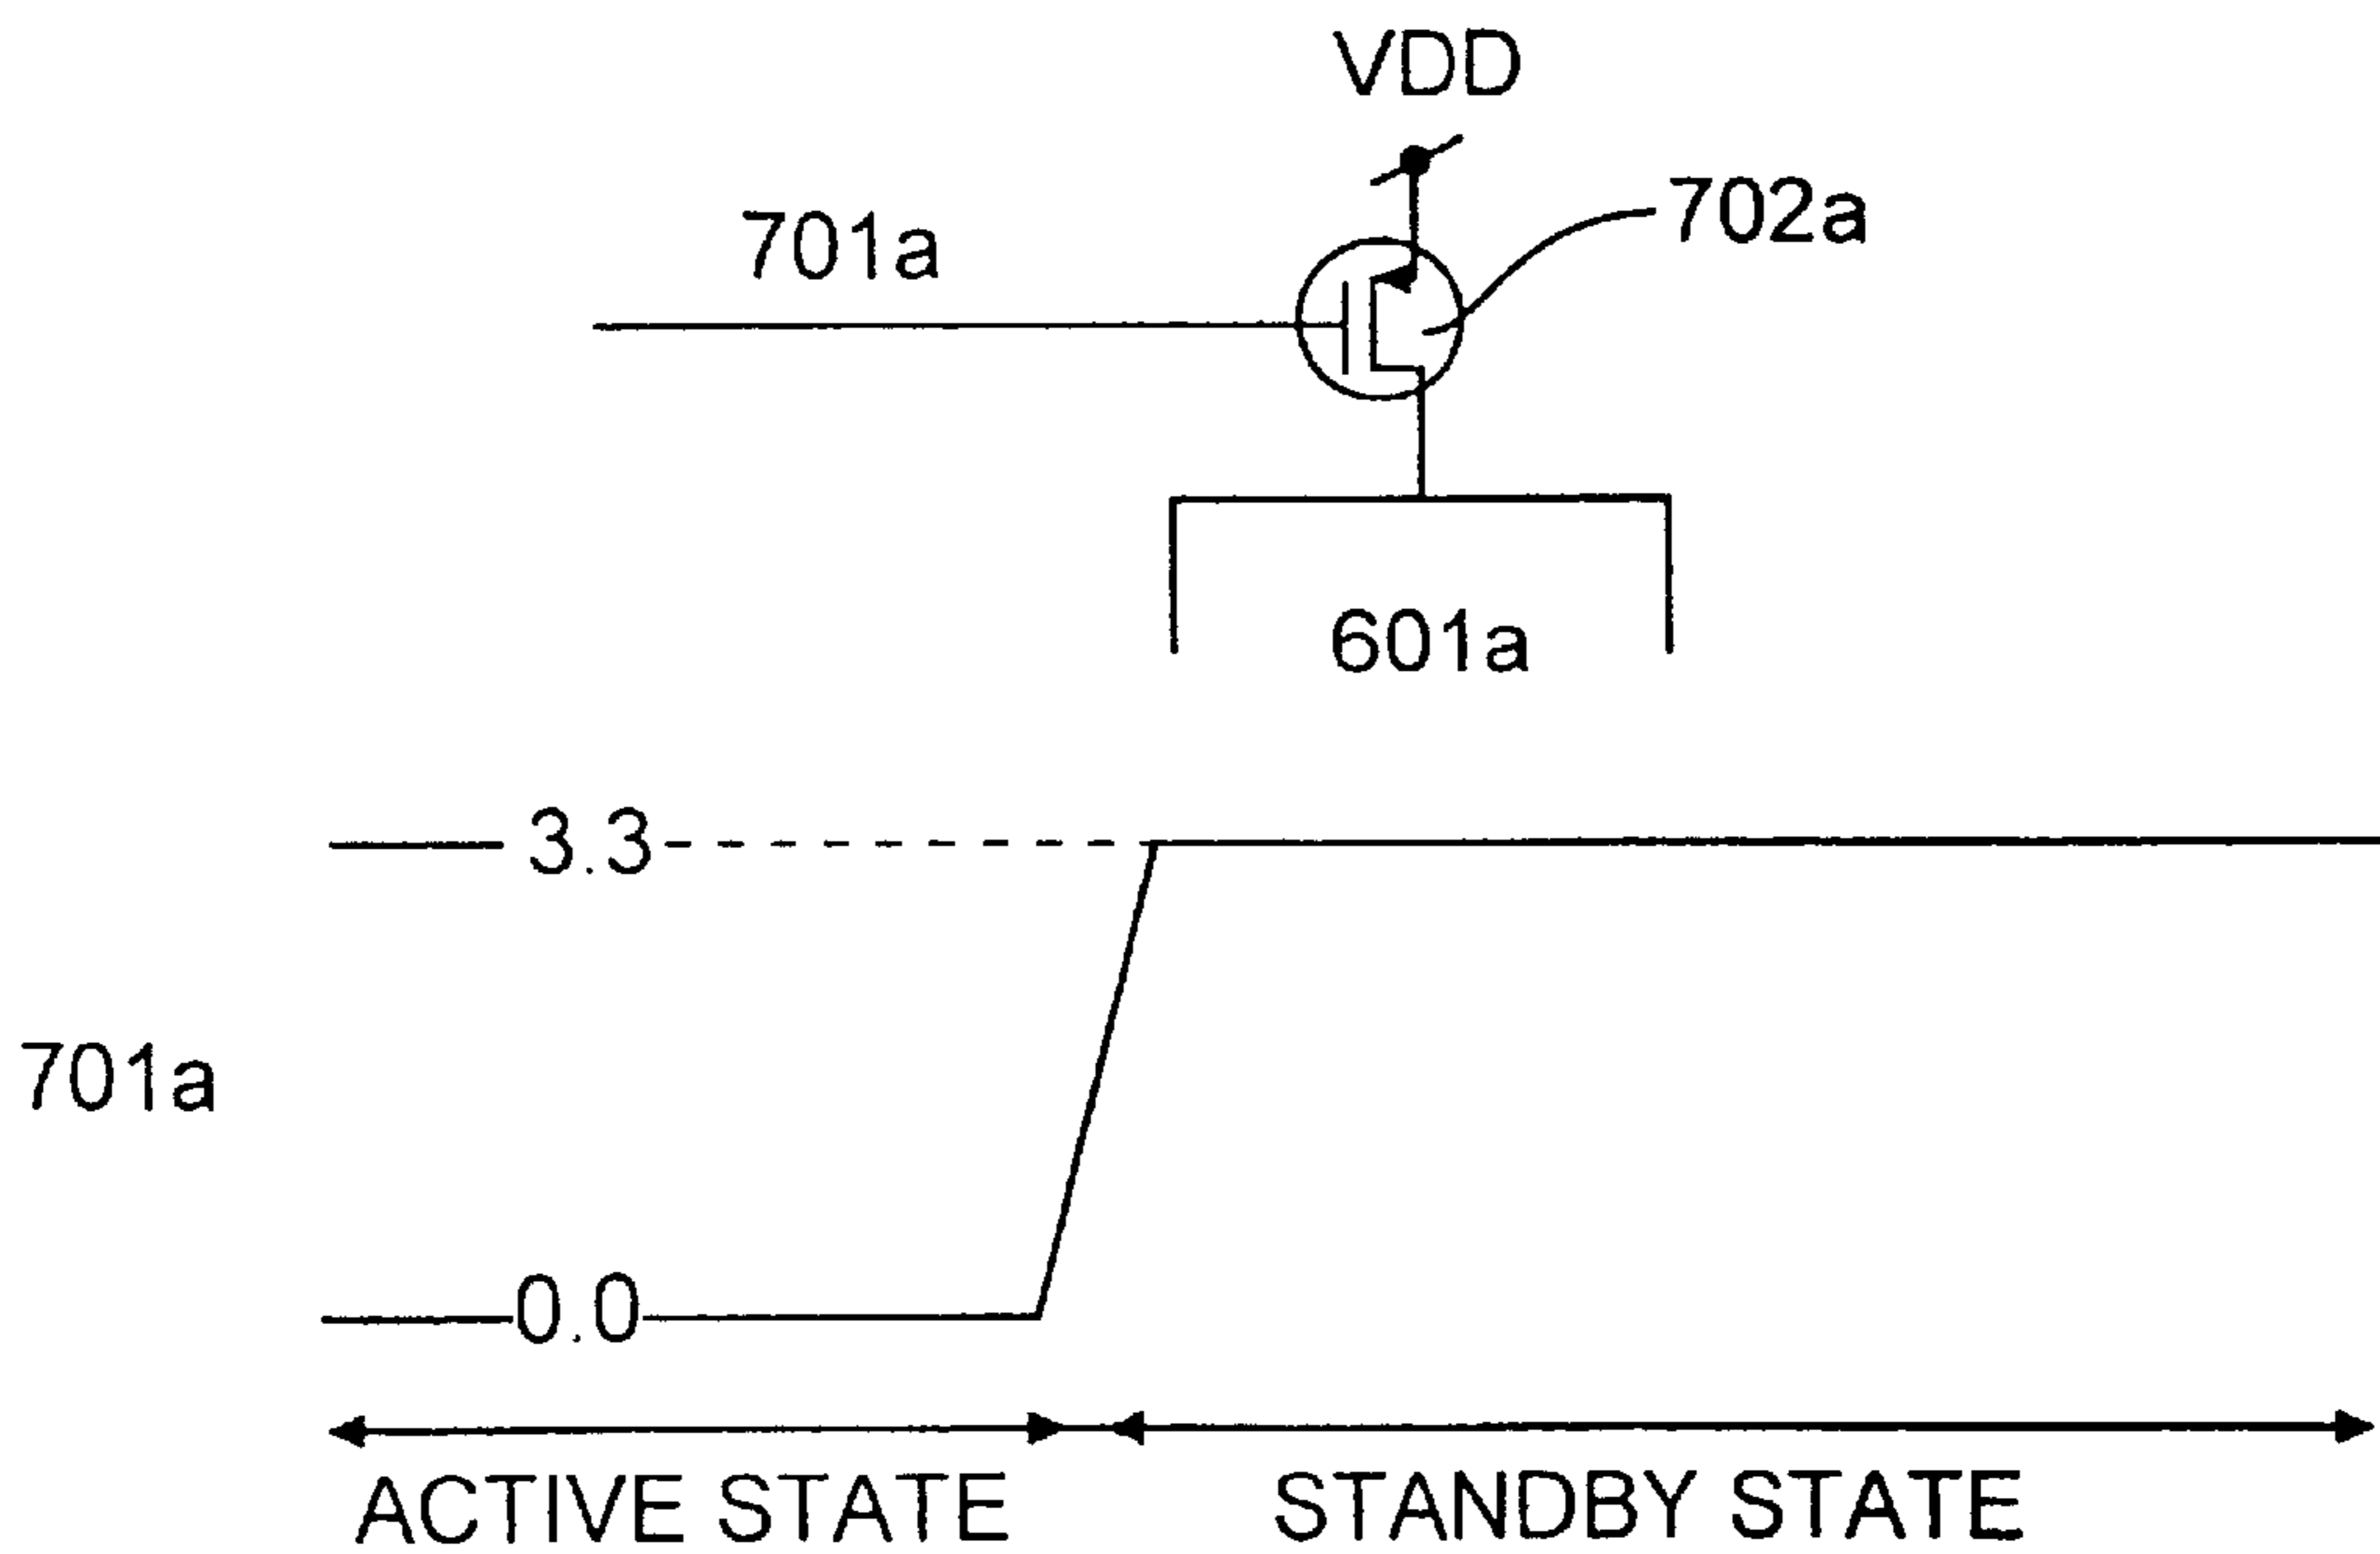 VDD
701a
702a
601a
3.3
701a
0.0
ACTIVE STATE
STANDBY STATE